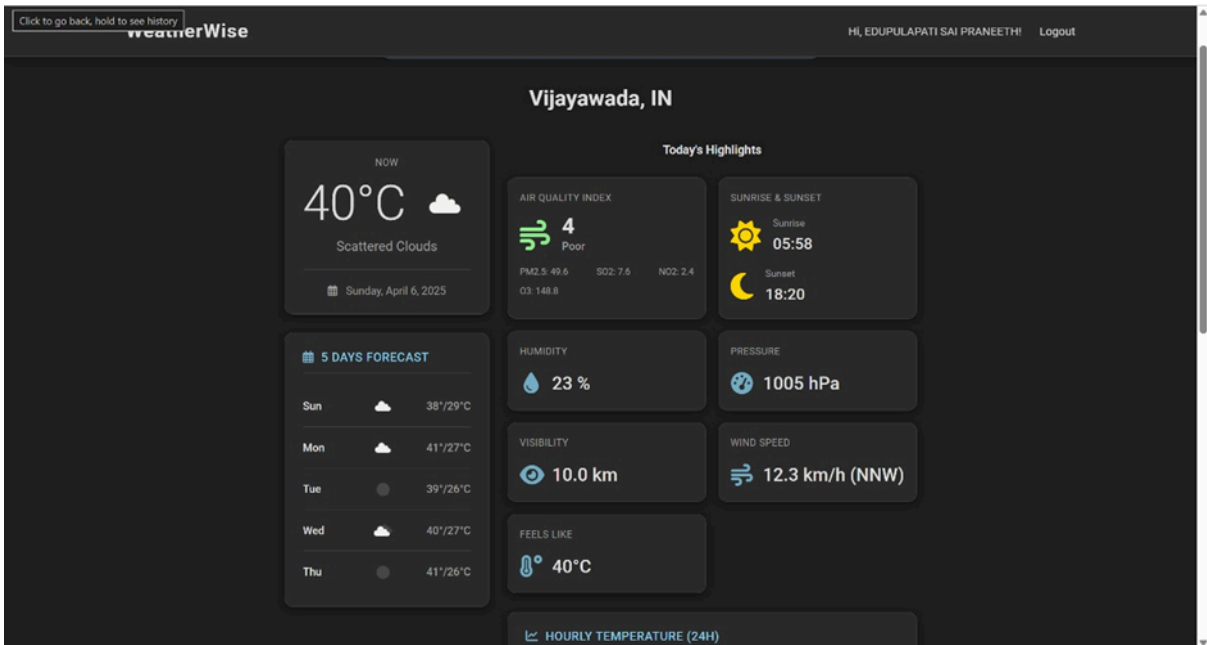 Click to go back, hold to see history
WeatherWise
Hi, EDUPULAPATI SAI PRANEETH!
Logout
Vijayawada, IN
NOW
40°C
Scattered Clouds
Sunday, April 6, 2025
5 DAYS FORECAST
Sun 38°/29°C
Mon 41°/27°C
Tue 39°/26°C
Wed 40°/27°C
Thu 41°/26°C
Today's Highlights
AIR QUALITY INDEX
4
Poor
PM2.5: 49.6 SO2: 7.6 NO2: 2.4
O3: 148.8
SUNRISE & SUNSET
Sunrise
05:58
Sunset
18:20
HUMIDITY
23 %
PRESSURE
1005 hPa
VISIBILITY
10.0 km
WIND SPEED
12.3 km/h (NNW)
FEELS LIKE
40°C
HOURLY TEMPERATURE (24H)